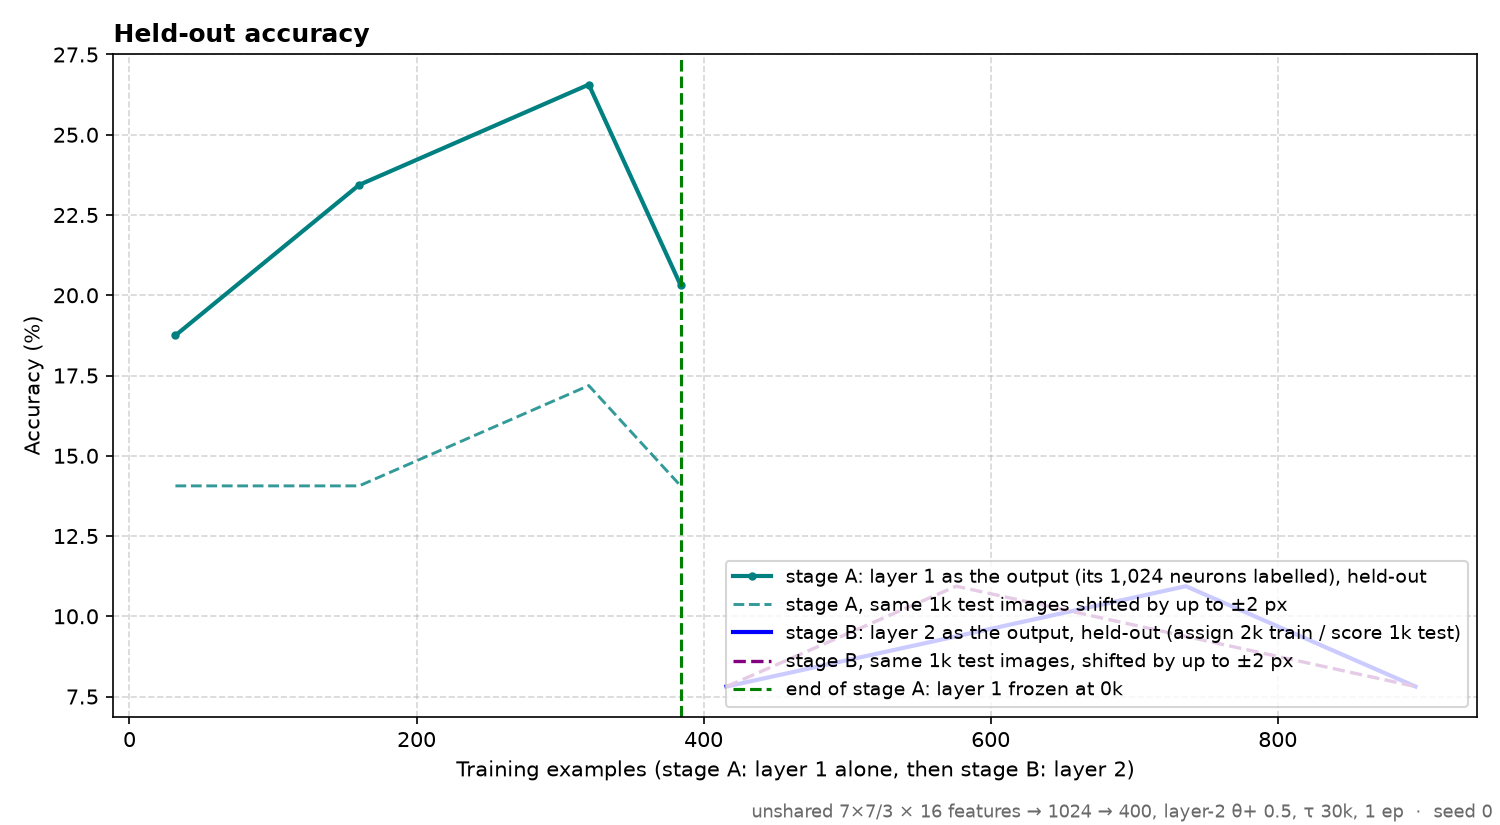 Held-out accuracy
27.5
25.0
22.5
20.0
17.5
15.0
12.5
10.0
7.5
Accuracy (%)
stage A: layer 1 as the output (its 1,024 neurons labelled), held-out
stage A, same 1k test images shifted by up to ±2 px
stage B: layer 2 as the output, held-out (assign 2k train / score 1k test)
stage B, same 1k test images, shifted by up to ±2 px
end of stage A: layer 1 frozen at 0k
0 200 400 600 800
Training examples (stage A: layer 1 alone, then stage B: layer 2)
unshared 7×7/3 × 16 features → 1024 → 400, layer-2 θ+ 0.5, τ 30k, 1 ep · seed 0